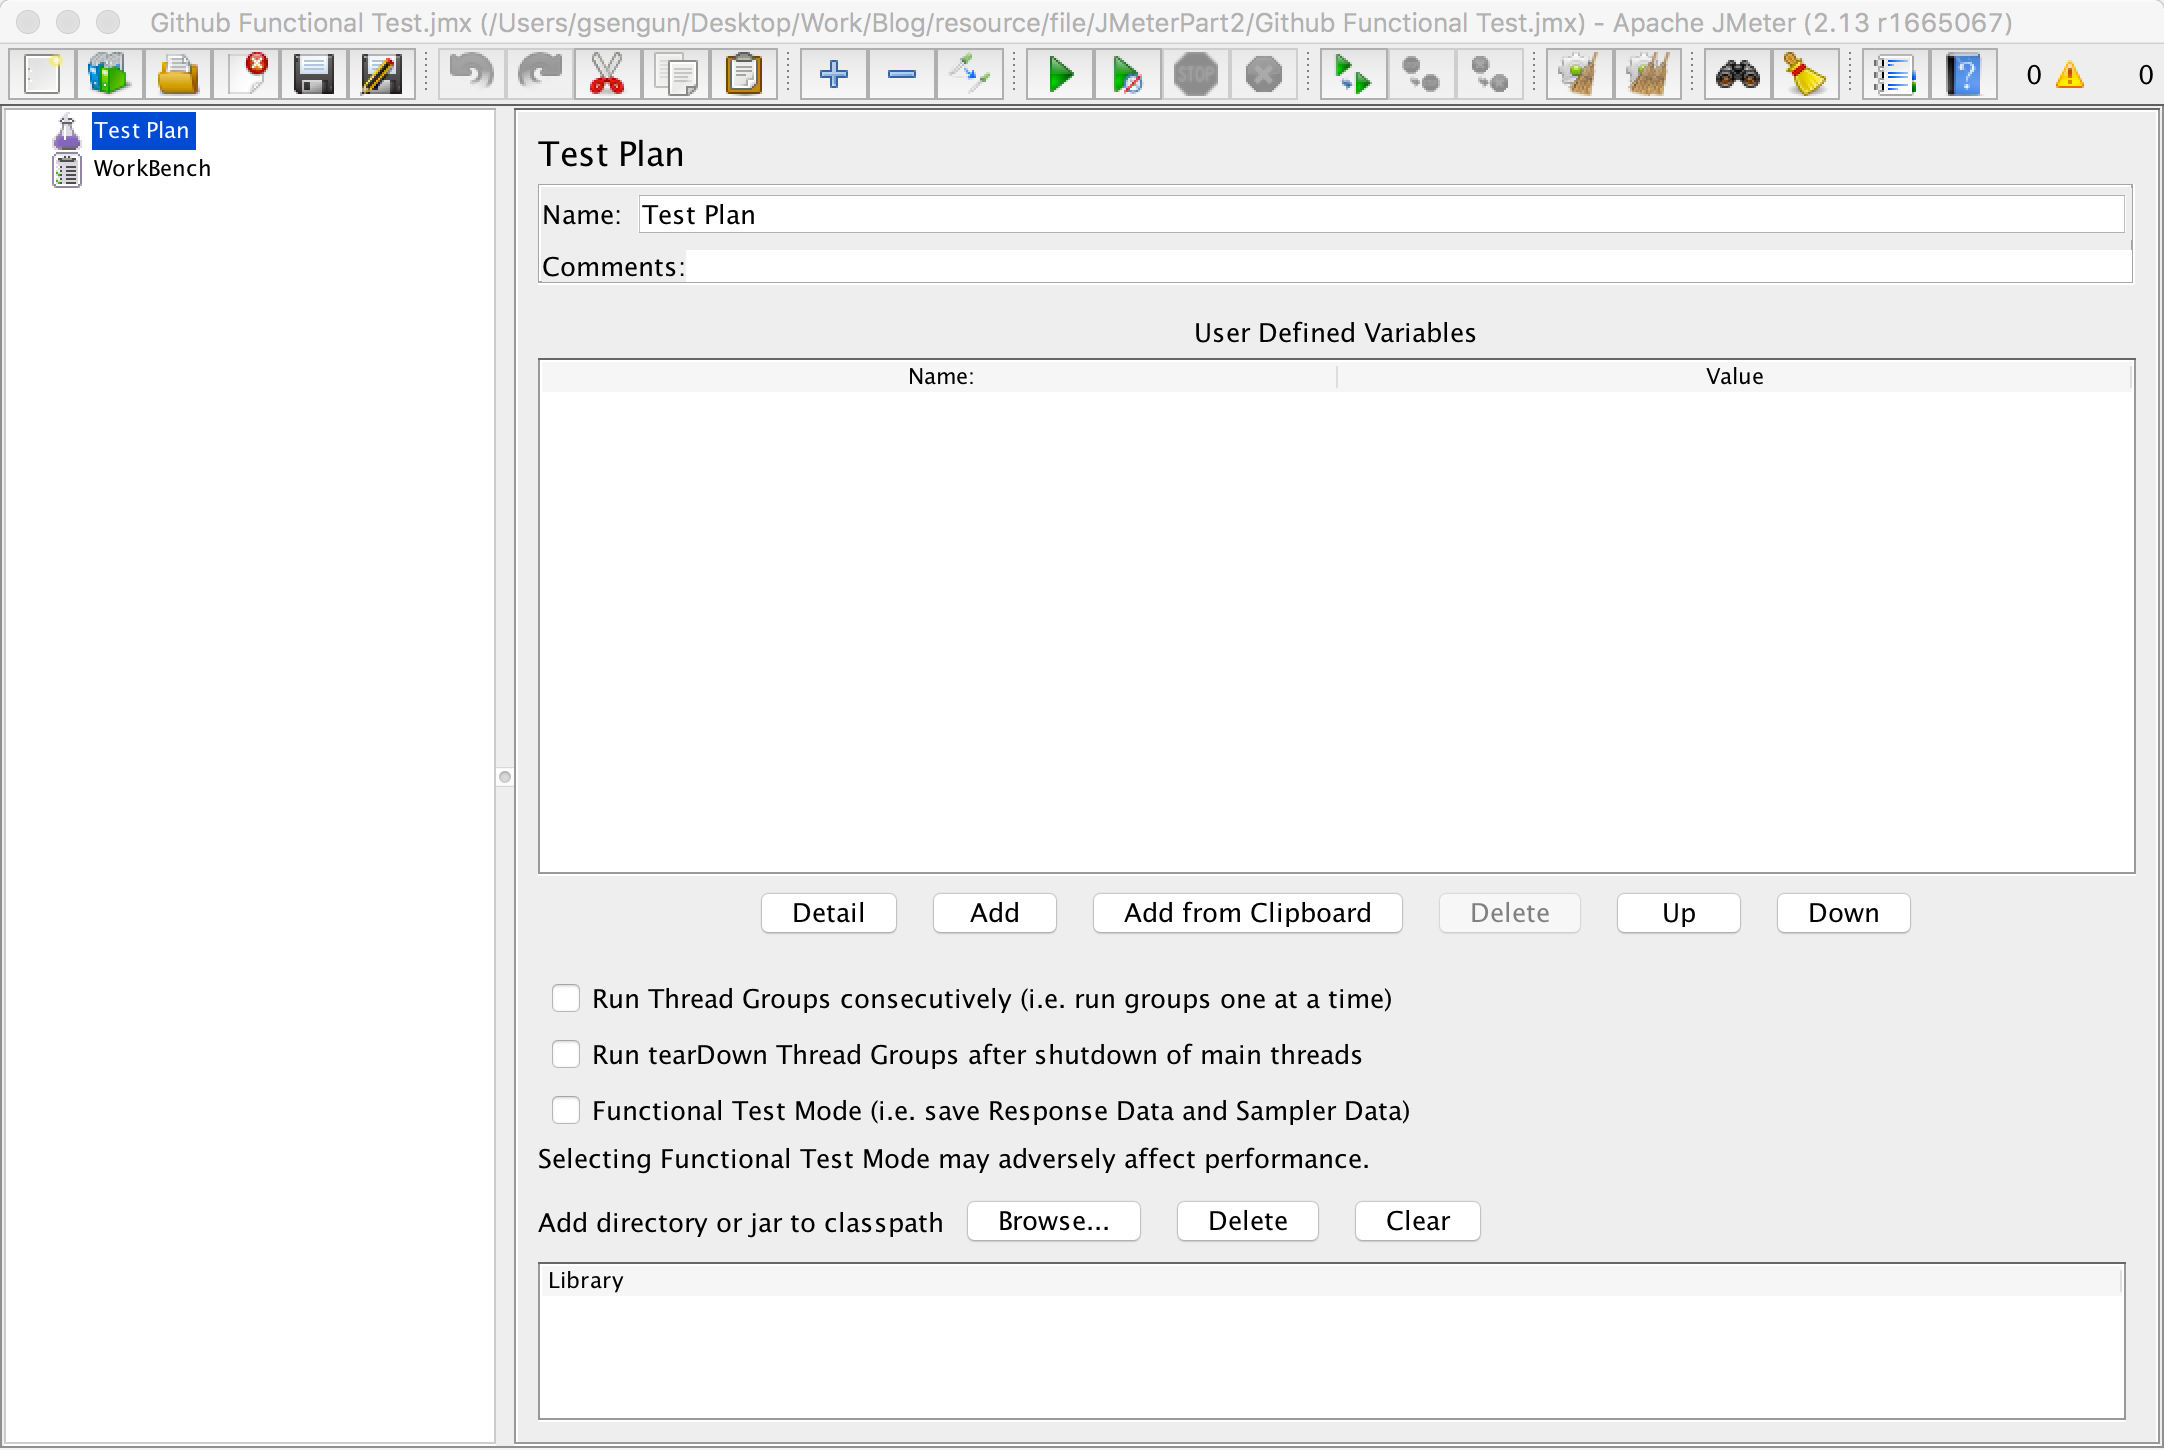 Github Functional Test.jmx (/Users/gsengun/Desktop/Work/Blog/resource/file/JMeterPart2/Github Functional Test.jmx) - Apache JMeter (2.13 r1665067)
STOP ? 0 0
Test Plan
WorkBench
Test Plan
Name: Test Plan
Comments:
User Defined Variables
Name: Value
Detail Add Add from Clipboard Delete Up Down
Run Thread Groups consecutively (i.e. run groups one at a time)
Run tearDown Thread Groups after shutdown of main threads
Functional Test Mode (i.e. save Response Data and Sampler Data)
Selecting Functional Test Mode may adversely affect performance.
Add directory or jar to classpath Browse... Delete Clear
Library